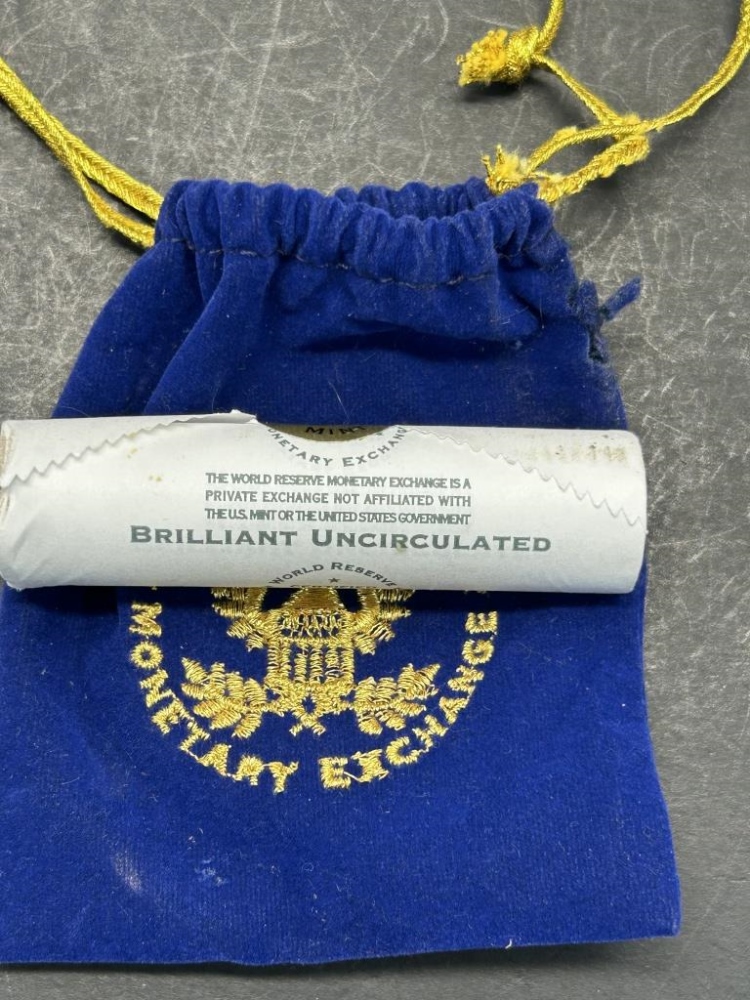 MINT
MONETARY EXCHANGE
THE WORLD RESERVE MONETARY EXCHANGE IS A
PRIVATE EXCHANGE NOT AFFILIATED WITH
THE U.S. MINT OR THE UNITED STATES GOVERNMENT
BRILLIANT UNCIRCULATED
WORLD RESERVE
MONETARY EXCHANGE